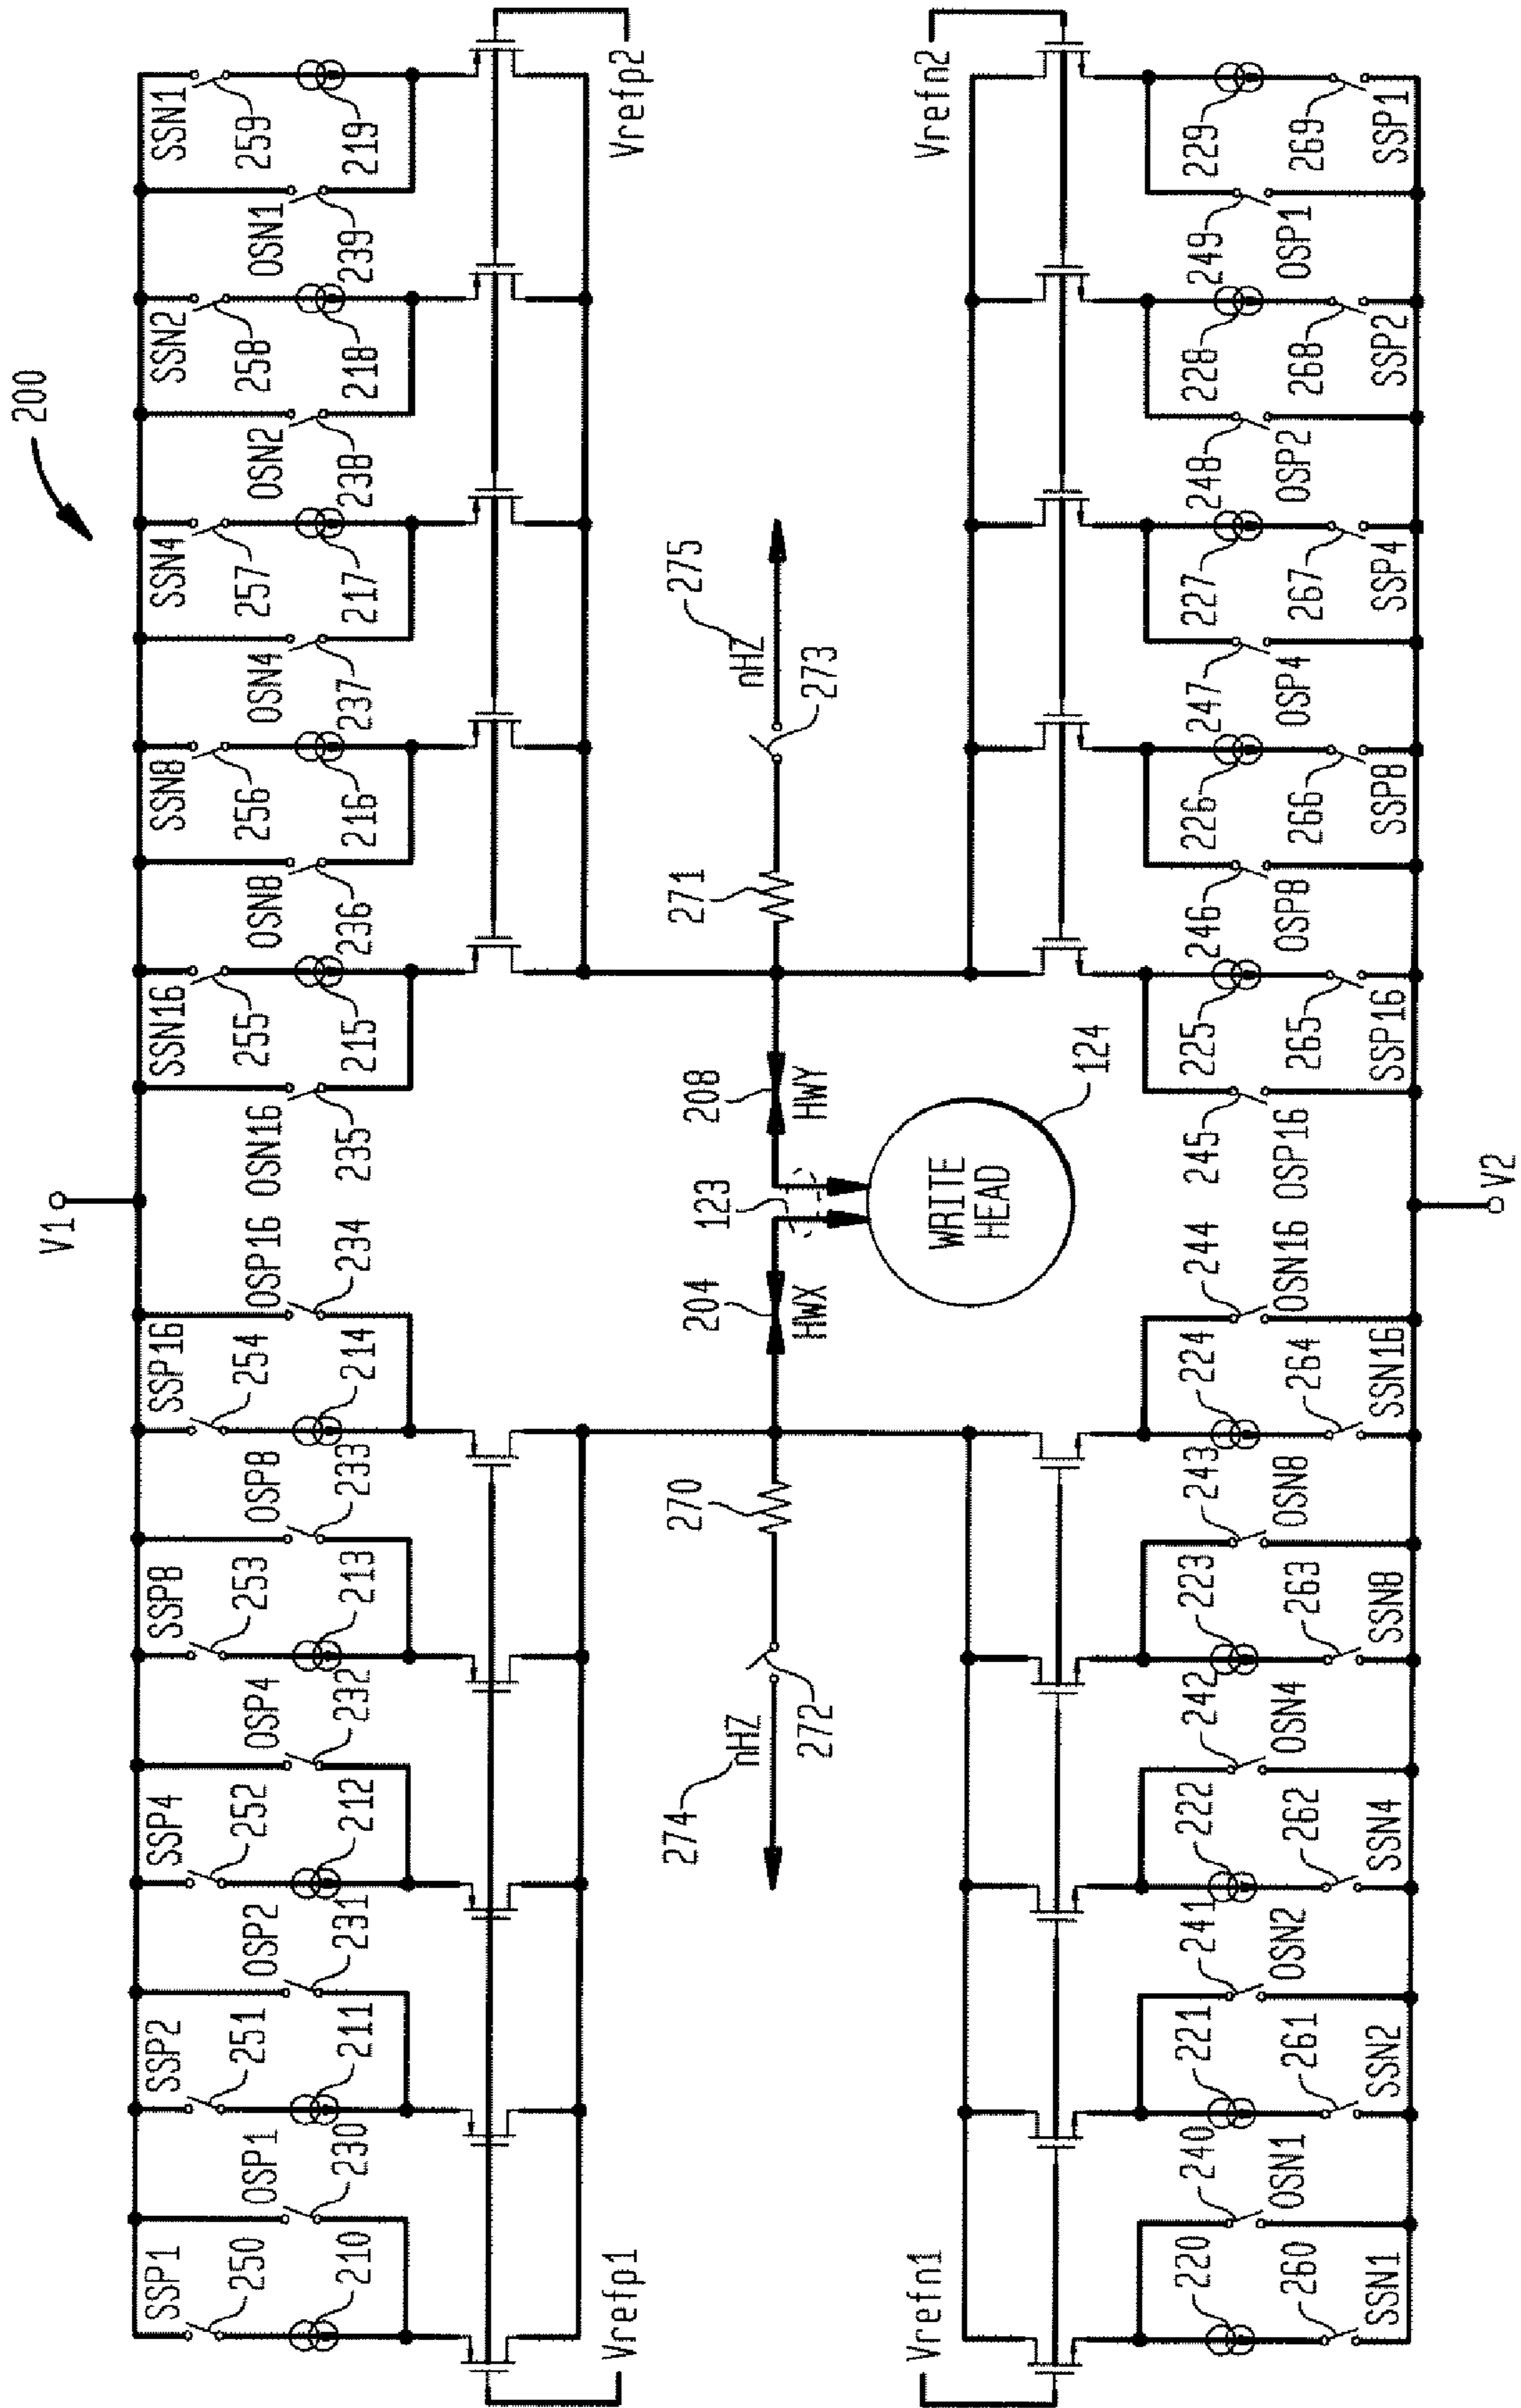 200
V1
SSP1 SSP2 SSP4 SSP8 SSP16 SSN16 SSN8 SSN4 SSN2 SSN1
250 OSP1 251 OSP2 252 OSP4 253 OSP8 254 OSP16 OSN16 255 OSN8 256 OSN4 257 OSN2 258 OSN1 259
210 230 211 231 212 232 213 233 214 234 235 215 236 216 237 217 238 218 239 219
Vrefp1 Vrefp2
274 270 204 123 208 271 275
nHZ nHZ
272 HWX HWY 273
Vrefn1 Vrefn2
WRITE
HEAD
124
220 240 221 241 222 242 223 243 224 244 245 225 246 226 247 227 248 228 249 229
260 OSN1 261 OSN2 262 OSN4 263 OSN8 264 OSN16 OSP16 265 OSP8 266 OSP4 267 OSP2 268 OSP1 269
SSN1 SSN2 SSN4 SSN8 SSN16 SSP16 SSP8 SSP4 SSP2 SSP1
V2